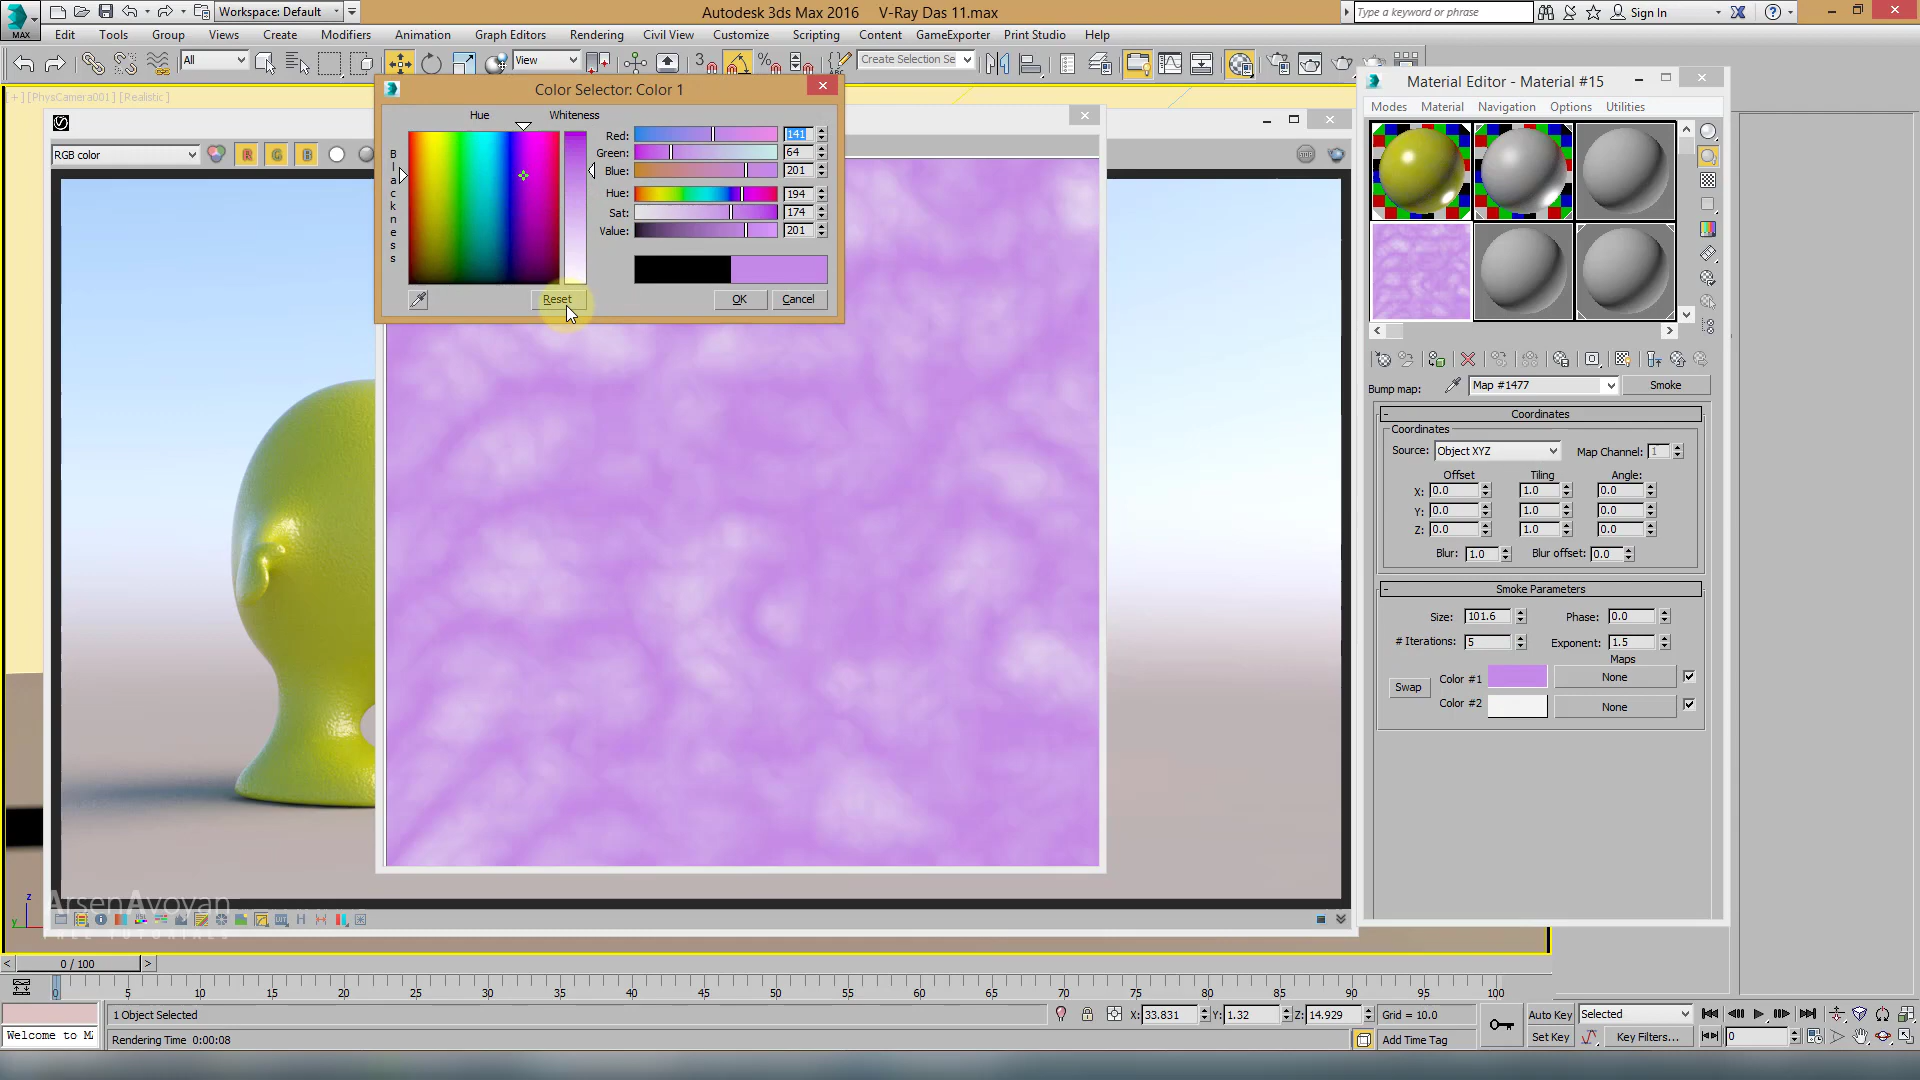 MAX
Workspace: Default
Autodesk 3ds Max 2016 V-Ray Das 11.max
Type a keyword or phrase
Sign In
Edit Tools Group Views Create Modifiers Animation Graph Editors Rendering Civil View Customize Scripting Content GameExporter Print Studio Help
All
View
Create Selection Se
[+] [PhysCamera001] [Realistic]
Color Selector: Color 1
Hue Whiteness
Blackness
Red: 141
Green: 64
Blue: 201
Hue: 194
Sat: 174
Value: 201
Reset OK Cancel
RGB color
R G B
Material Editor - Material #15
Modes Material Navigation Options Utilities
Bump map: Map #1477 Smoke
- Coordinates
Coordinates
Source: Object XYZ Map Channel: 1
Offset Tiling Angle:
X: 0.0 1.0 0.0
Y: 0.0 1.0 0.0
Z: 0.0 1.0 0.0
Blur: 1.0 Blur offset: 0.0
- Smoke Parameters
Size: 101.6 Phase: 0.0
# Iterations: 5 Exponent: 1.5
Maps
Swap Color #1 None
Color #2 None
ArsenAvoyan
FREE TUTORIALS
z
y
< 0 / 100 >
0 5 10 15 20 25 30 35 40 45 50 55 60 65 70 75 80 85 90 95 100
1 Object Selected X: 33.831 Y: 1.32 Z: 14.929 Grid = 10.0 Auto Key Selected
Welcome to M
Rendering Time 0:00:08 Add Time Tag Set Key Key Filters... 0